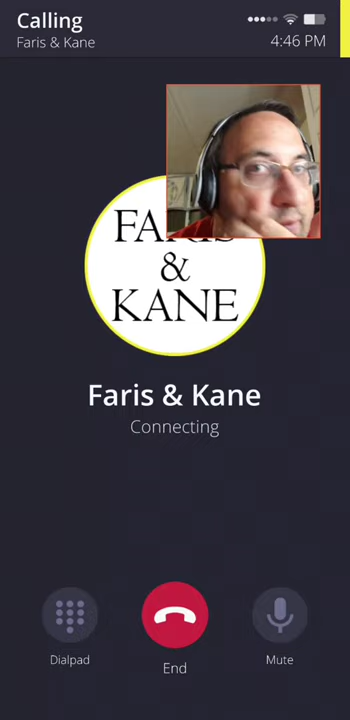 Calling
Faris & Kane
4:46 PM
&
KANE
Faris & Kane
Connecting
Dialpad
End
Mute